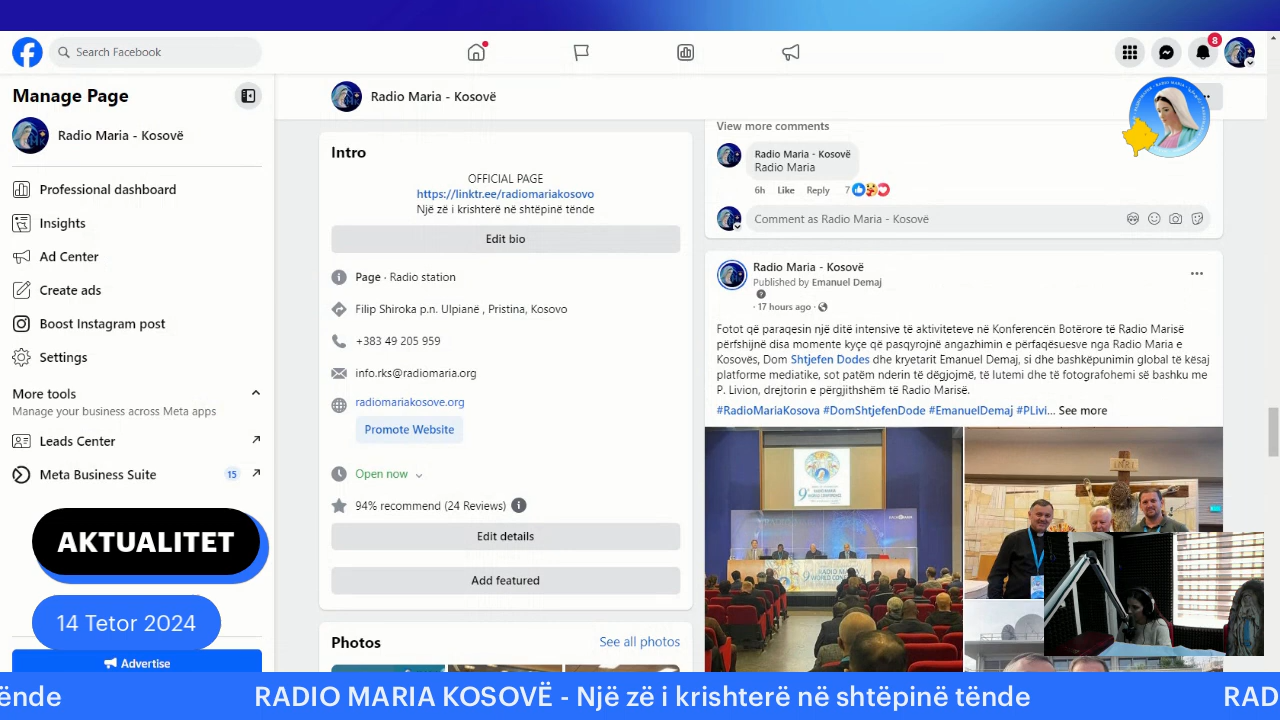 Search Facebook
8
Manage Page
Radio Maria - Kosovë
Professional dashboard
Insights
Ad Center
Create ads
Boost Instagram post
Settings
More tools
Manage your business across Meta apps
Leads Center
Meta Business Suite
15
AKTUALITET
14 Tetor 2024
Advertise
Radio Maria - Kosovë
Intro
OFFICIAL PAGE
https://linktr.ee/radiomariakosovo
Një zë i krishterë në shtëpinë tënde
Edit bio
Page · Radio station
Filip Shiroka p.n. Ulpianë , Pristina, Kosovo
+383 49 205 959
info.rks@radiomaria.org
radiomariakosove.org
Promote Website
Open now
94% recommend (24 Reviews)
Edit details
Add featured
Photos
See all photos
View more comments
Radio Maria - Kosovë
Radio Maria
6h Like Reply 7
Comment as Radio Maria - Kosovë
Radio Maria - Kosovë
Published by Emanuel Demaj
· 17 hours ago ·
Fotot që paraqesin një ditë intensive të aktiviteteve në Konferencën Botërore të Radio Marisë
përfshijnë disa momente kyçe që pasqyrojnë angazhimin e përfaqësuesve nga Radio Maria e
Kosovës, Dom Shtjefen Dodes dhe kryetarit Emanuel Demaj, si dhe bashkëpunimin global të kësaj
platforme mediatike, sot patëm nderin të dëgjojmë, të lutemi dhe të fotografohemi së bashku me
P. Livion, drejtorin e përgjithshëm të Radio Marisë.
#RadioMariaKosova #DomShtjefenDode #EmanuelDemaj #PLivi... See more
9
INRI
9 RADIO MARIA
WORLD
ënde
RADIO MARIA KOSOVË - Një zë i krishterë në shtëpinë tënde
RAD